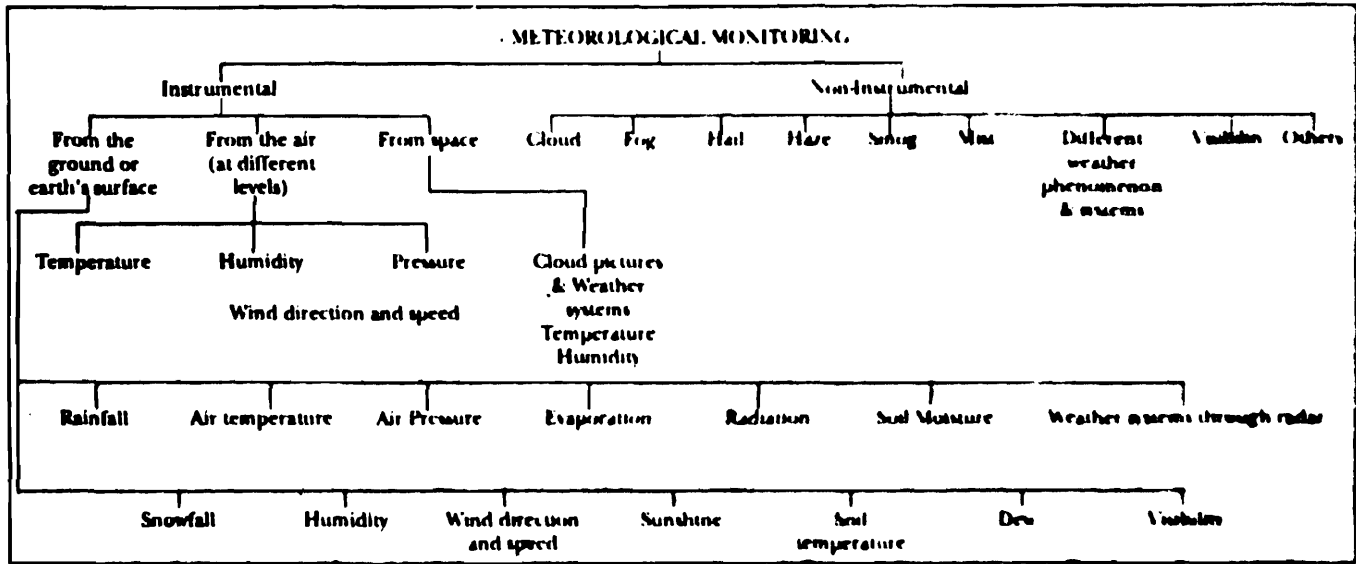 METEOROLOGICAL MONITORING
Instrumental
Non-Instrumental
From the
ground or
earth's surface
From the air
(at different
levels)
From space
Cloud
Fog
Hail
Haze
Smog
Mist
Different
weather
phenomenon
& systems
Visibility
Others
Temperature
Humidity
Pressure
Wind direction and speed
Cloud pictures
& Weather
systems
Temperature
Humidity
Rainfall
Air temperature
Air Pressure
Evaporation
Radiation
Soil Moisture
Weather systems through radar
Snowfall
Humidity
Wind direction
and speed
Sunshine
Soil
temperature
Dew
Visibility